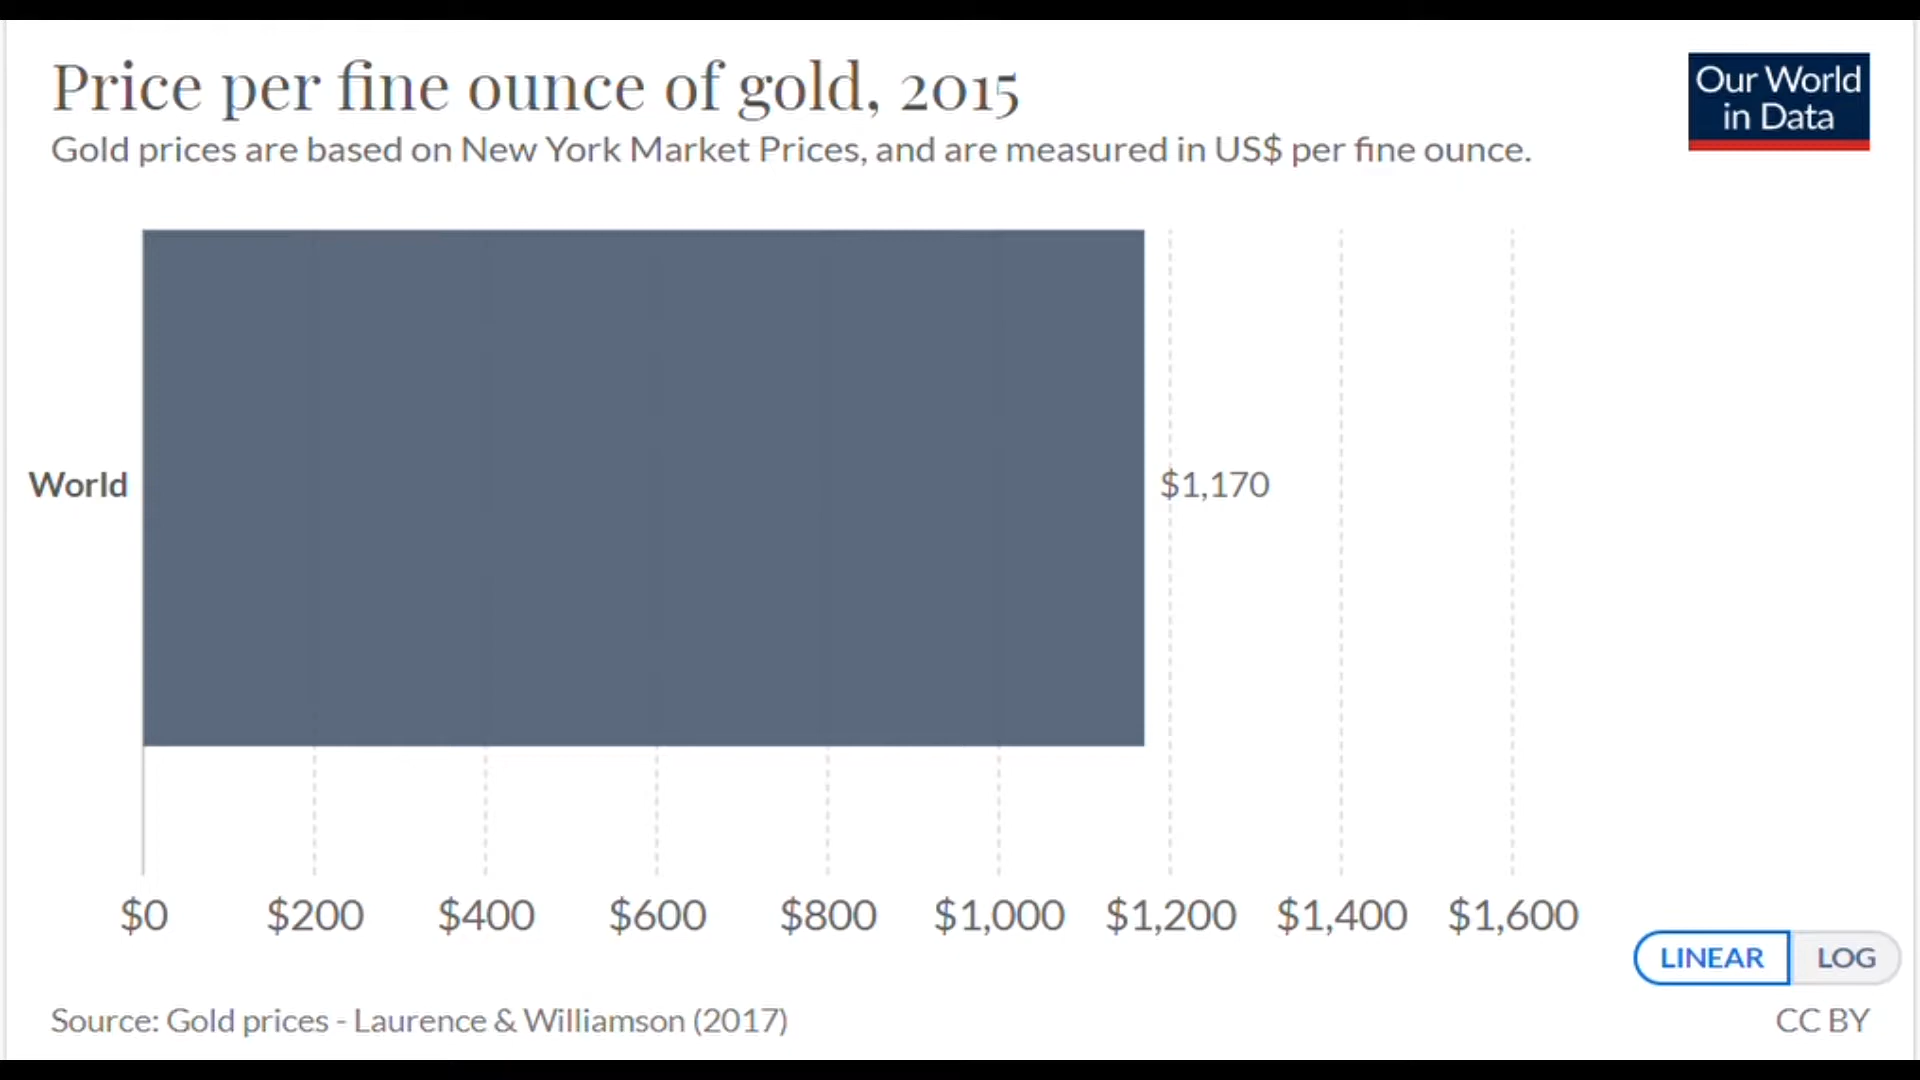 Price per fine ounce of gold, 2015
Gold prices are based on New York Market Prices, and are measured in US$ per fine ounce.
Our World
in Data
World
$1,170
$0 $200 $400 $600 $800 $1,000 $1,200 $1,400 $1,600
LINEAR LOG
Source: Gold prices - Laurence & Williamson (2017)
CC BY